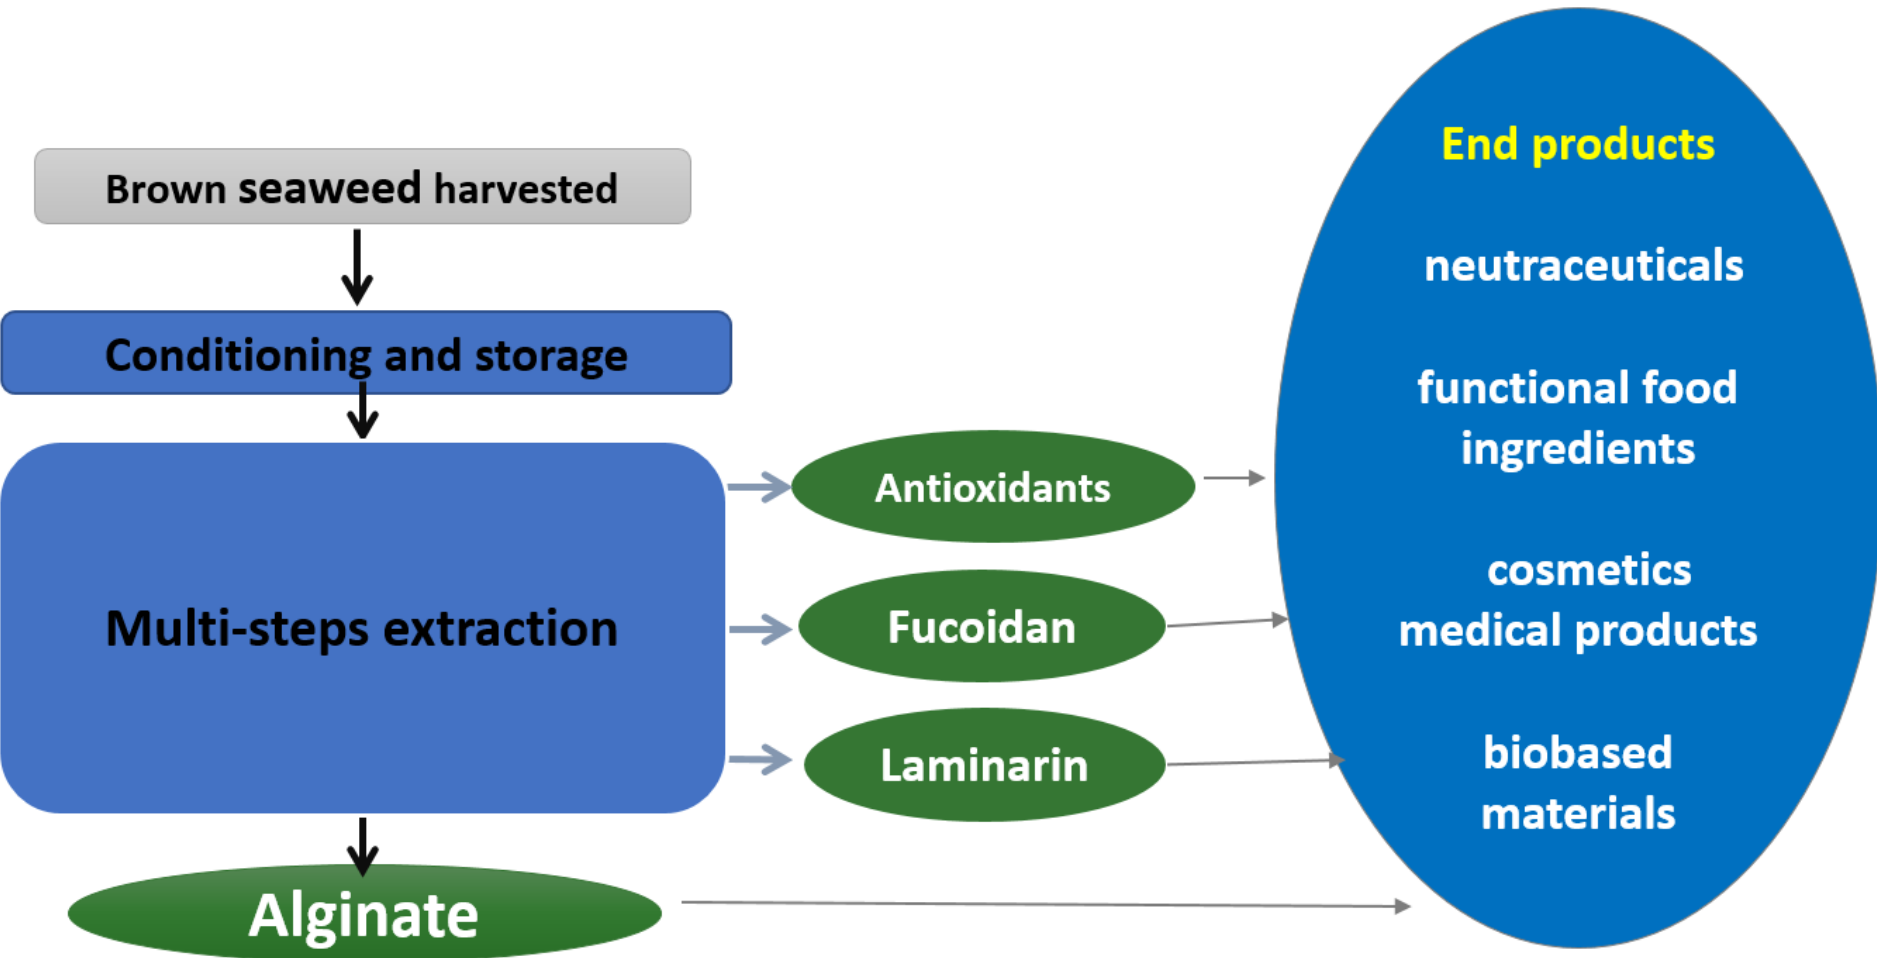 Brown seaweed harvested
Conditioning and storage
Multi-steps extraction
Alginate
Antioxidants
Fucoidan
Laminarin
End products
neutraceuticals
functional food
ingredients
cosmetics
medical products
biobased
materials